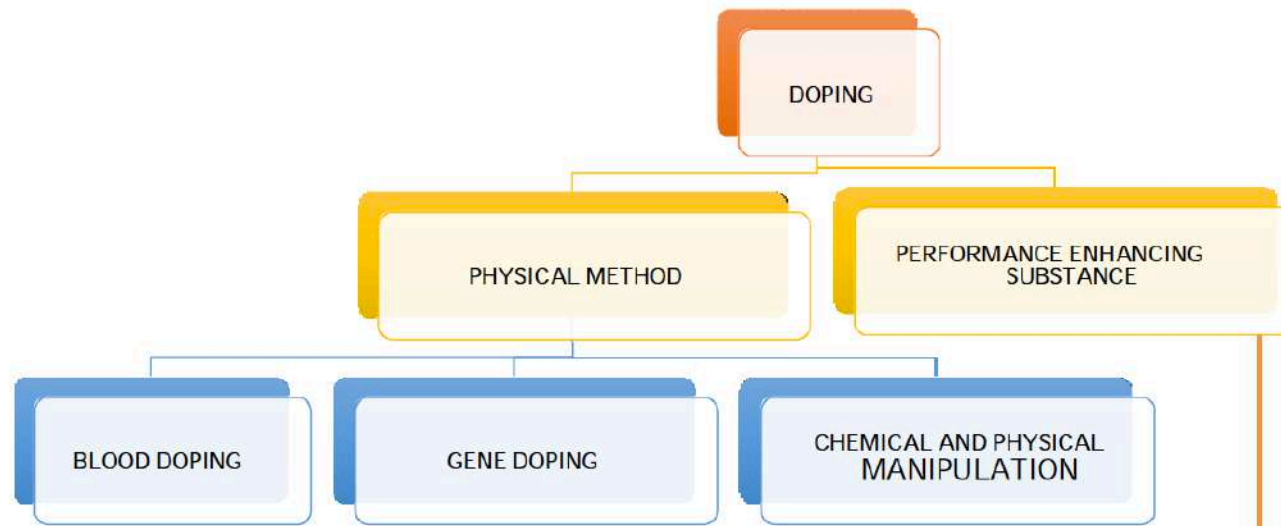 DOPING
PHYSICAL METHOD
PERFORMANCE ENHANCING
SUBSTANCE
BLOOD DOPING
GENE DOPING
CHEMICAL AND PHYSICAL
MANIPULATION